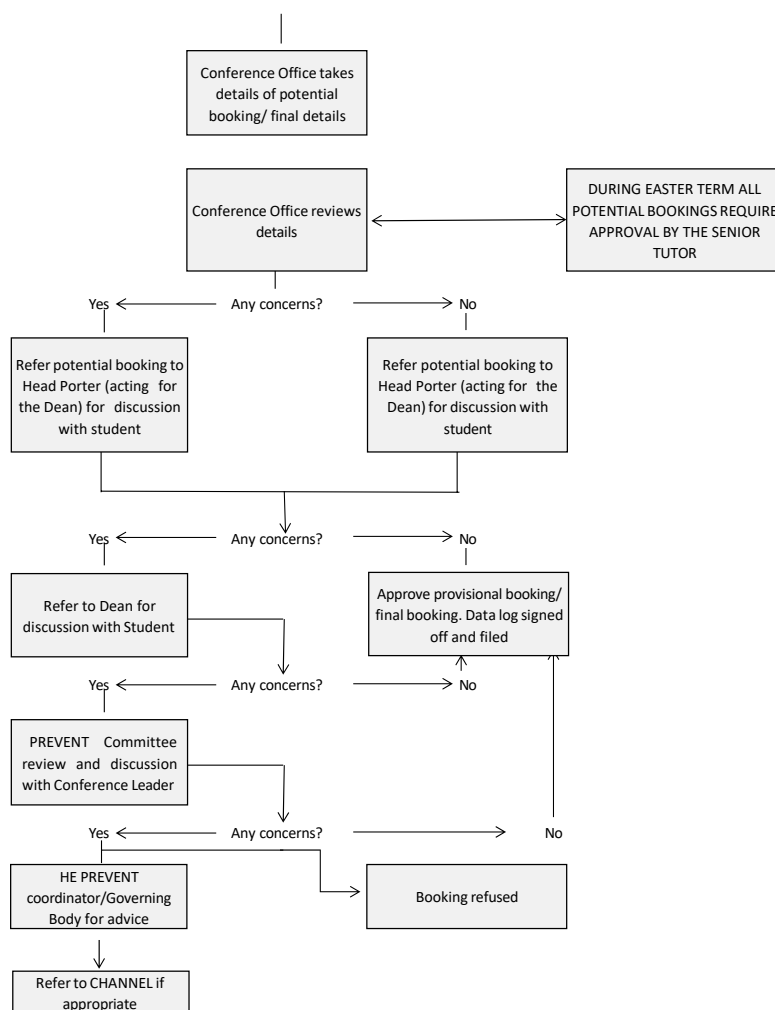 Conference Office takes
details of potential
booking/ final details
Conference Office reviews
details
DURING EASTER TERM ALL
POTENTIAL BOOKINGS REQUIRE
APPROVAL BY THE SENIOR
TUTOR
Yes
Any concerns?
No
Refer potential booking to
Head Porter (acting for
the Dean) for discussion
with student
Refer potential booking to
Head Porter (acting for the
Dean) for discussion with
student
Yes
Any concerns?
No
Refer to Dean for
discussion with Student
Approve provisional booking/
final booking. Data log signed
off and filed
Yes
Any concerns?
No
PREVENT Committee
review and discussion
with Conference Leader
Yes
Any concerns?
No
HE PREVENT
coordinator/Governing
Body for advice
Booking refused
Refer to CHANNEL if
appropriate